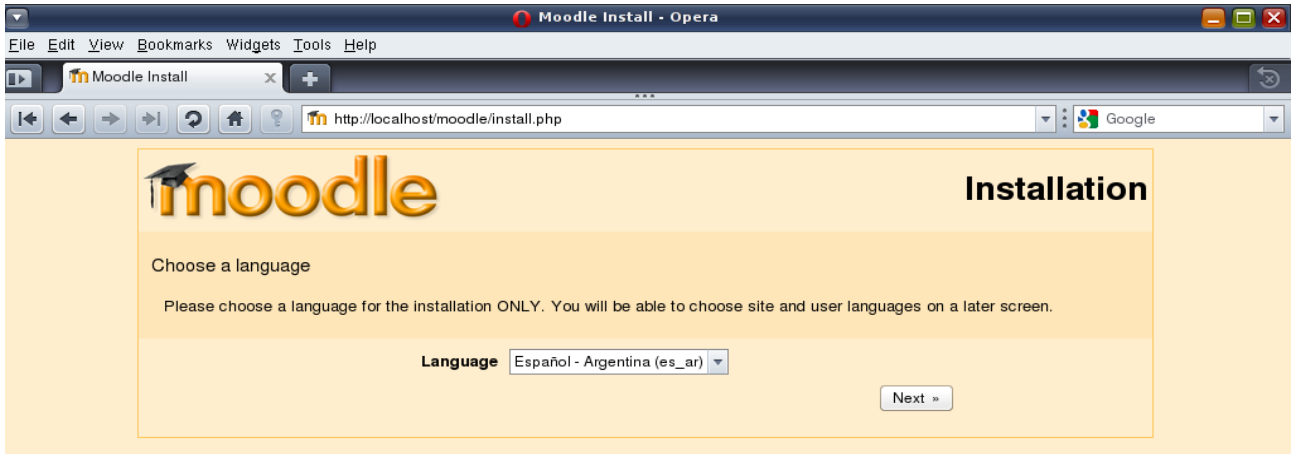 Moodle Install - Opera
File Edit View Bookmarks Widgets Tools Help
Moodle Install
http://localhost/moodle/install.php
Google
moodle
Installation
Choose a language
Please choose a language for the installation ONLY. You will be able to choose site and user languages on a later screen.
Language Español - Argentina (es_ar)
Next »